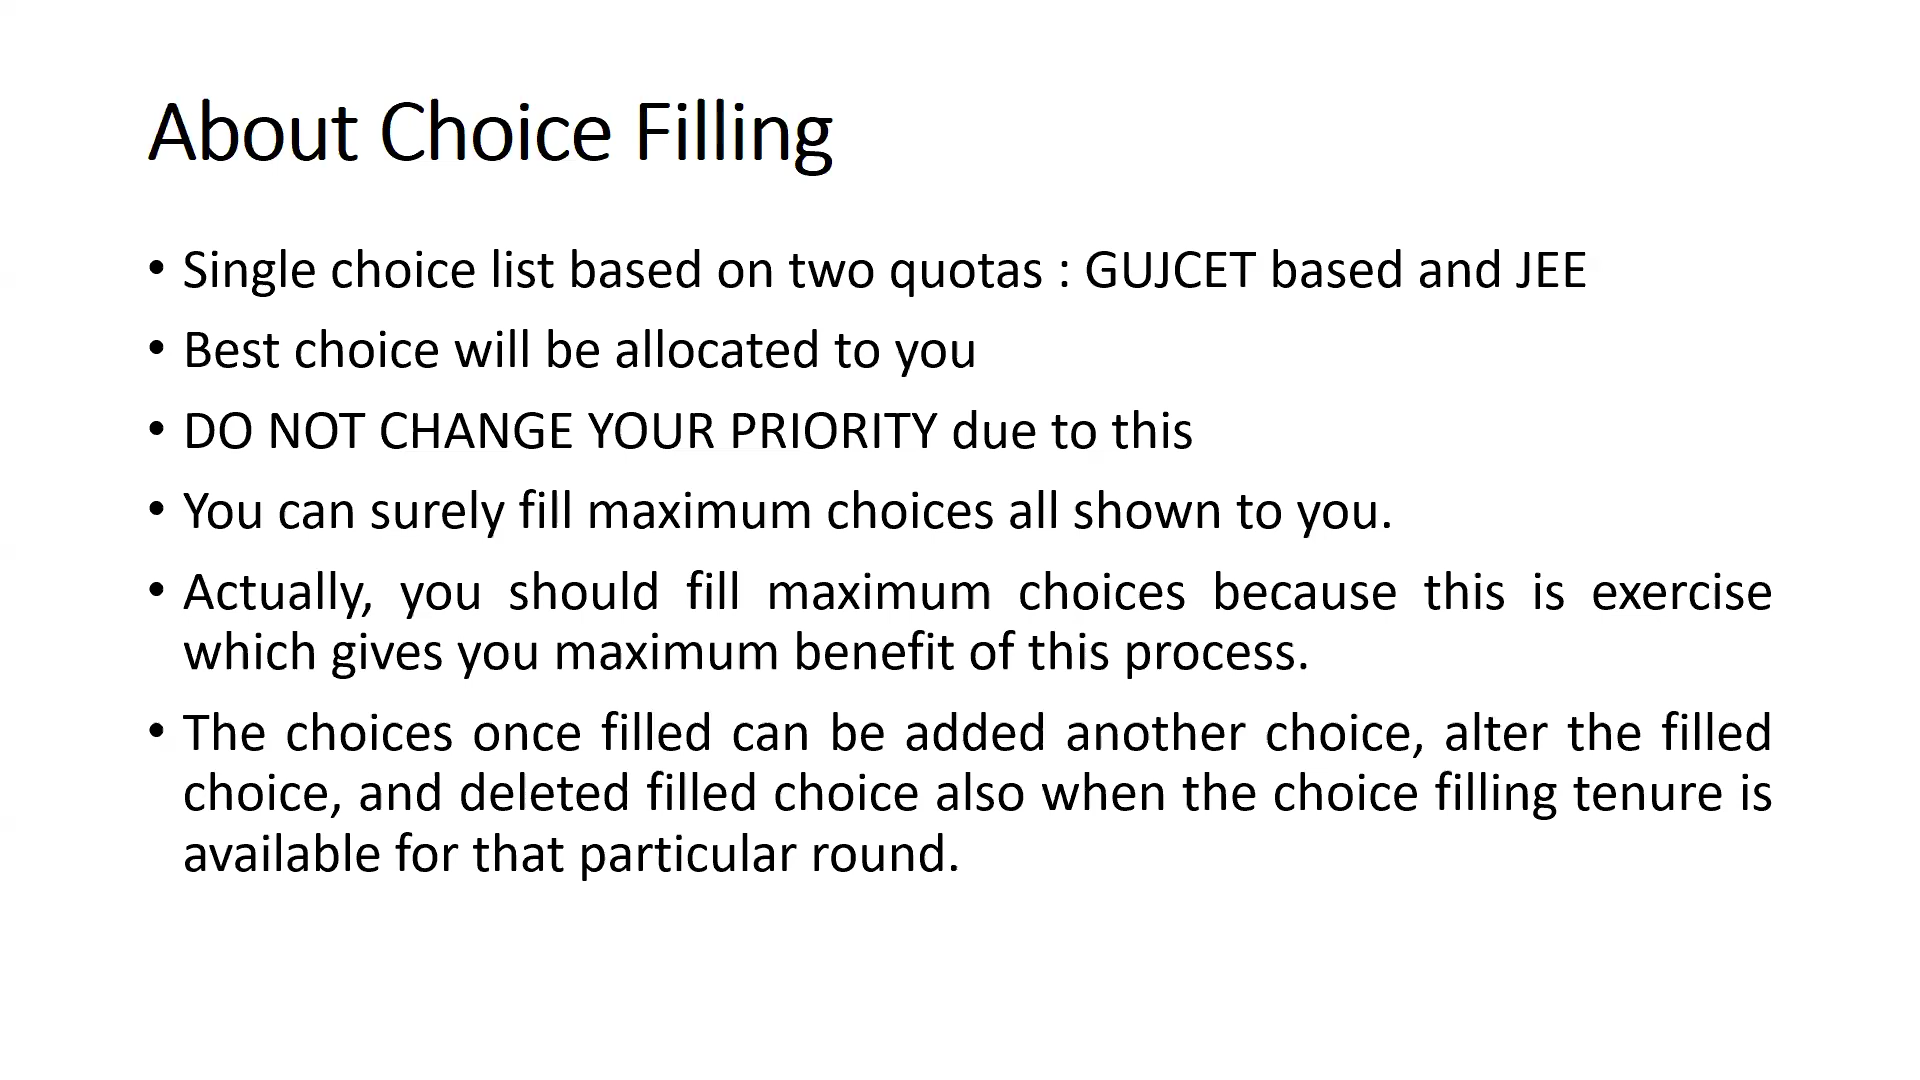 About Choice Filling
• Single choice list based on two quotas : GUJCET based and JEE
• Best choice will be allocated to you
• DO NOT CHANGE YOUR PRIORITY due to this
• You can surely fill maximum choices all shown to you.
• Actually, you should fill maximum choices because this is exercise
which gives you maximum benefit of this process.
• The choices once filled can be added another choice, alter the filled
choice, and deleted filled choice also when the choice filling tenure is
available for that particular round.